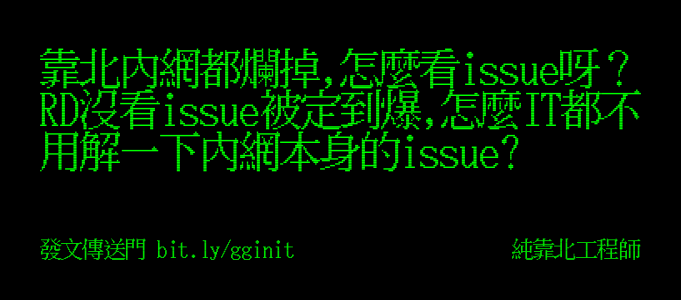 靠北內網都爛掉,怎麼看issue呀？
RD沒看issue被定到爆,怎麼IT都不
用解一下內網本身的issue?
發文傳送門 bit.ly/gginit
純靠北工程師